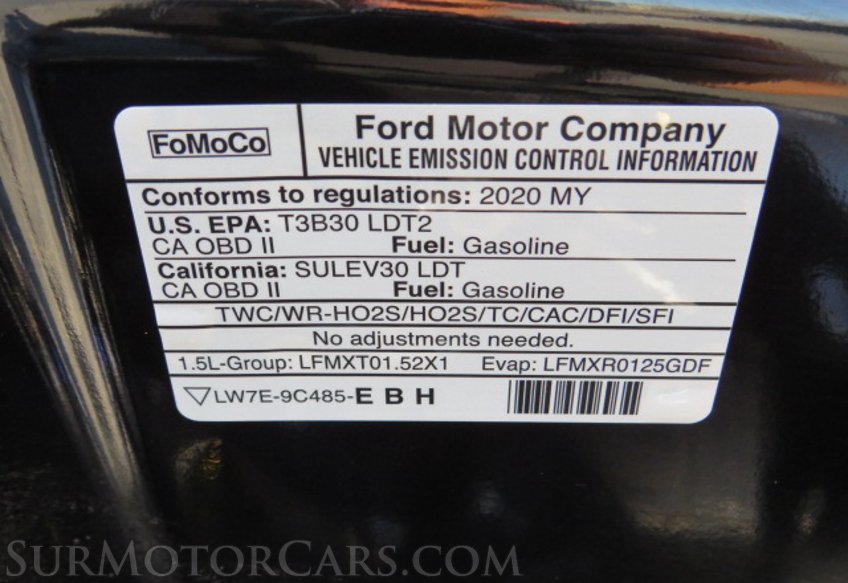 FoMoCo
Ford Motor Company
VEHICLE EMISSION CONTROL INFORMATION
Conforms to regulations: 2020 MY
U.S. EPA: T3B30 LDT2
CA OBD II Fuel: Gasoline
California: SULEV30 LDT
CA OBD II Fuel: Gasoline
TWC/WR-HO2S/HO2S/TC/CAC/DFI/SFI
No adjustments needed.
1.5L-Group: LFMXT01.52X1 Evap: LFMXR0125GDF
LW7E-9C485-E B H
SURMOTORCARS.COM